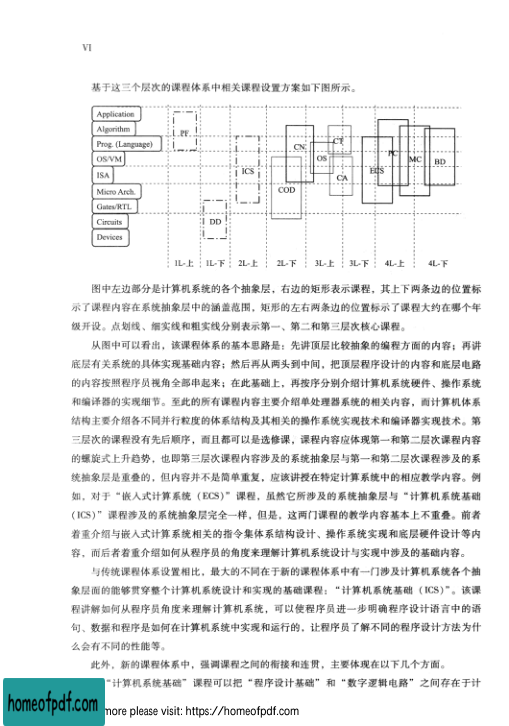 VI
基于这三个层次的课程体系中相关课程设置方案如下图所示。
Application
Algorithm
Prog. (Language)
OS/VM
ISA
Micro Arch.
Gates/RTL
Circuits
Devices
PF
DD
ICS
COD
CN
OS
CT
CA
ECS
PC
MC
BD
1L-上
1L-下
2L-上
2L-下
3L-上
3L-下
4L-上
4L-下
图中左边部分是计算机系统的各个抽象层，右边的矩形表示课程，其上下两条边的位置标
示了课程内容在系统抽象层中的涵盖范围，矩形的左右两条边的位置标示了课程大约在哪个年
级开设。点划线、细实线和粗实线分别表示第一、第二和第三层次核心课程。
从图中可以看出，该课程体系的基本思路是：先讲顶层比较抽象的编程方面的内容；再讲
底层有关系统的具体实现基础内容；然后再从两头到中间，把顶层程序设计的内容和底层电路
的内容按照程序员视角全部串起来；在此基础上，再按序分别介绍计算机系统硬件、操作系统
和编译器的实现细节。至此的所有课程内容主要介绍单处理器系统的相关内容，而计算机体系
结构主要介绍各不同并行粒度的体系结构及其相关的操作系统实现技术和编译器实现技术。第
三层次的课程没有先后顺序，而且都可以是选修课，课程内容应体现第一和第二层次课程内容
的螺旋式上升趋势，也即第三层次课程内容涉及的系统抽象层与第一和第二层次课程涉及的系
统抽象层是重叠的，但内容并不是简单重复，应该讲授在特定计算系统中的相应教学内容。例
如，对于“嵌入式计算系统（ECS）”课程，虽然它所涉及的系统抽象层与“计算机系统基础
（ICS）”课程涉及的系统抽象层完全一样，但是，这两门课程的教学内容基本上不重叠。前者
着重介绍与嵌入式计算系统相关的指令集体系结构设计、操作系统实现和底层硬件设计等内
容，而后者着重介绍如何从程序员的角度来理解计算机系统设计与实现中涉及的基础内容。
与传统课程体系设置相比，最大的不同在于新的课程体系中有一门涉及计算机系统各个抽
象层面的能够贯穿整个计算机系统设计和实现的基础课程：“计算机系统基础（ICS）”。该课
程讲解如何从程序员角度来理解计算机系统，可以使程序员进一步明确程序设计语言中的语
句、数据和程序是如何在计算机系统中实现和运行的，让程序员了解不同的程序设计方法为什
么会有不同的性能等。
此外，新的课程体系中，强调课程之间的衔接和连贯，主要体现在以下几个方面。
“计算机系统基础”课程可以把“程序设计基础”和“数字逻辑电路”之间存在于计
homeofpdf.com
more please visit: https://homeofpdf.com